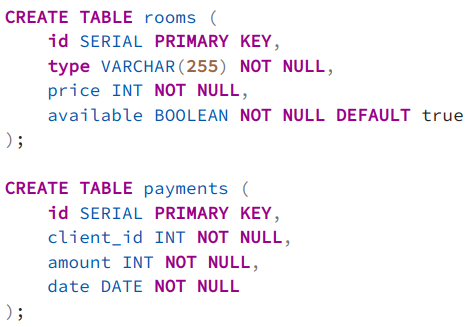 CREATE TABLE rooms (
    id SERIAL PRIMARY KEY,
    type VARCHAR(255) NOT NULL,
    price INT NOT NULL,
    available BOOLEAN NOT NULL DEFAULT true
);

CREATE TABLE payments (
    id SERIAL PRIMARY KEY,
    client_id INT NOT NULL,
    amount INT NOT NULL,
    date DATE NOT NULL
);